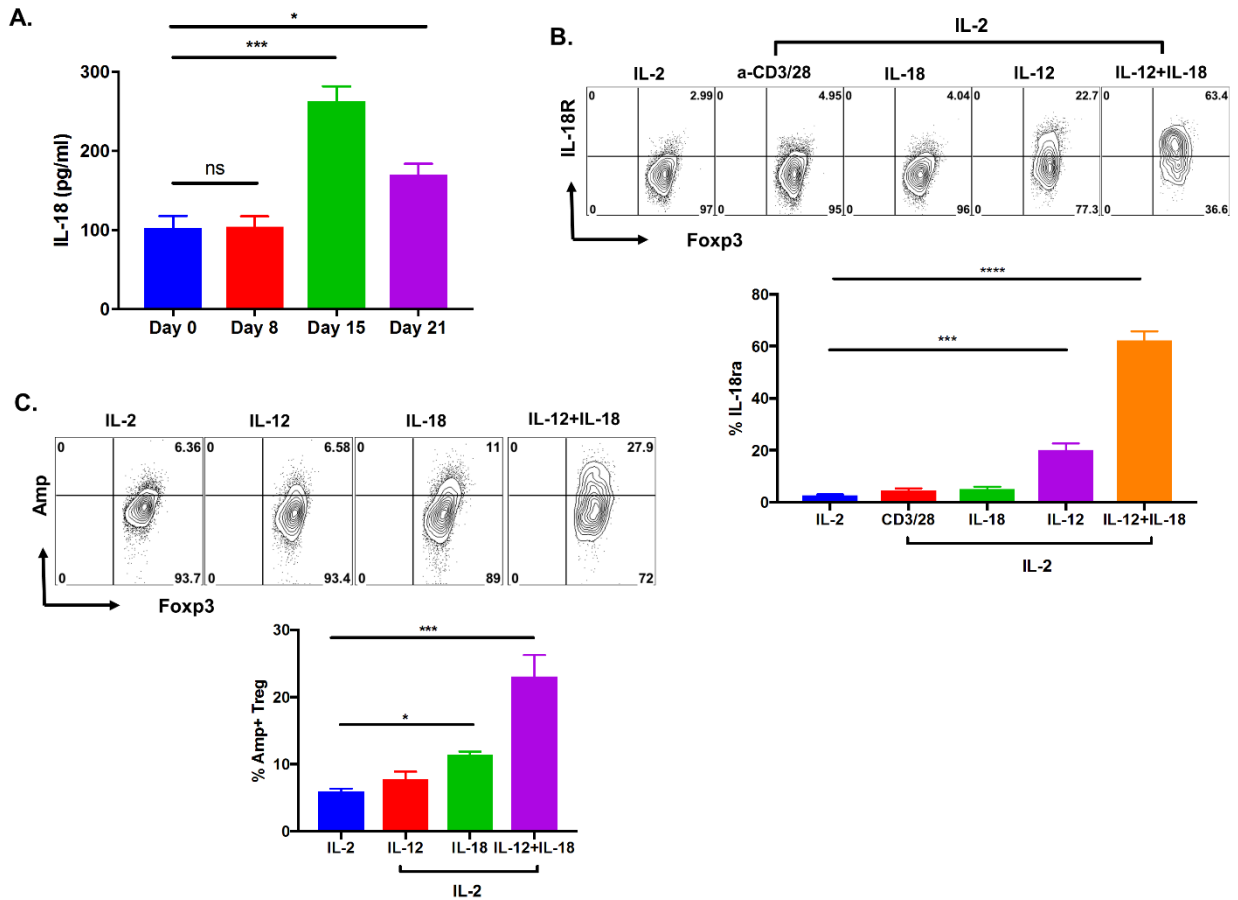 A.
*
***
ns
IL-18 (pg/ml)
300
200
100
0
Day 0 Day 8 Day 15 Day 21
B.
IL-2
IL-2 a-CD3/28 IL-18 IL-12 IL-12+IL-18
0 2.99 0 4.95 0 4.04 0 22.7 0 63.4
IL-18R
0 97 0 95 0 96 0 77.3 0 36.6
Foxp3
****
***
% IL-18ra
80
60
40
20
0
IL-2 CD3/28 IL-18 IL-12 IL-12+IL-18
IL-2
C.
IL-2 IL-12 IL-18 IL-12+IL-18
0 6.36 0 6.58 0 11 0 27.9
Amp
0 93.7 0 93.4 0 89 0 72
Foxp3
***
*
% Amp+ Treg
30
20
10
0
IL-2 IL-12 IL-18 IL-12+IL-18
IL-2